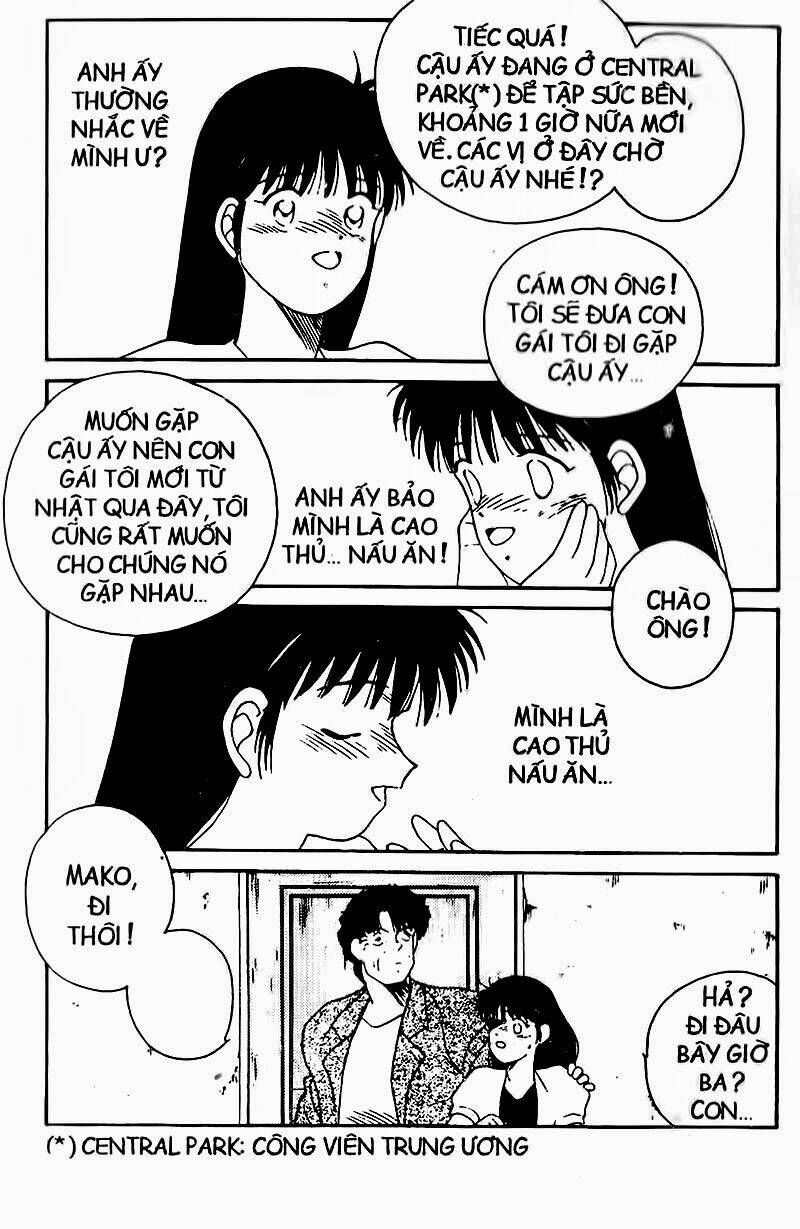 ANH ẤY
THƯỜNG
NHẮC VỀ
MÌNH Ư?
TIẾC QUÁ!
CẬU ẤY ĐANG Ở CENTRAL
PARK(*) ĐỂ TẬP SỨC BỀN,
KHOẢNG 1 GIỜ NỮA MỚI
VỀ. CÁC VỊ Ở ĐÂY CHỜ
CẬU ẤY NHÉ!?
CÁM ƠN ÔNG!
TÔI SẼ ĐƯA CON
GÁI TÔI ĐI GẶP
CẬU ẤY...
MUỐN GẶP
CẬU ẤY NÊN CON
GÁI TÔI MỚI TỪ
NHẬT QUA ĐÂY, TÔI
CŨNG RẤT MUỐN
CHO CHÚNG NÓ
GẶP NHAU...
ANH ẤY BẢO
MÌNH LÀ CAO
THỦ... NẤU ĂN!
CHÀO
ÔNG!
MÌNH LÀ
CAO THỦ
NẤU ĂN...
MAKO,
ĐI
THÔI!
HẢ?
ĐI ĐÂU
BÂY GIỜ
BA?
CON...
(*) CENTRAL PARK: CÔNG VIÊN TRUNG ƯƠNG